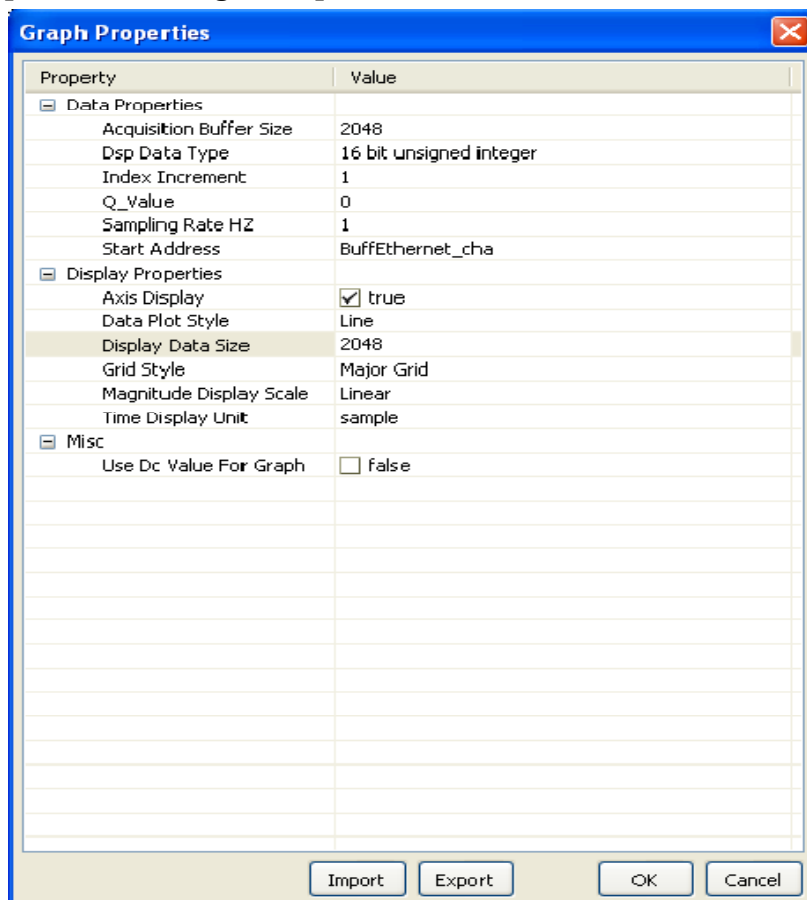 Graph Properties
Property Value
Data Properties
Acquisition Buffer Size 2048
Dsp Data Type 16 bit unsigned integer
Index Increment 1
Q_Value 0
Sampling Rate HZ 1
Start Address BuffEthernet_cha
Display Properties
Axis Display true
Data Plot Style Line
Display Data Size 2048
Grid Style Major Grid
Magnitude Display Scale Linear
Time Display Unit sample
Misc
Use Dc Value For Graph false
Import Export OK Cancel